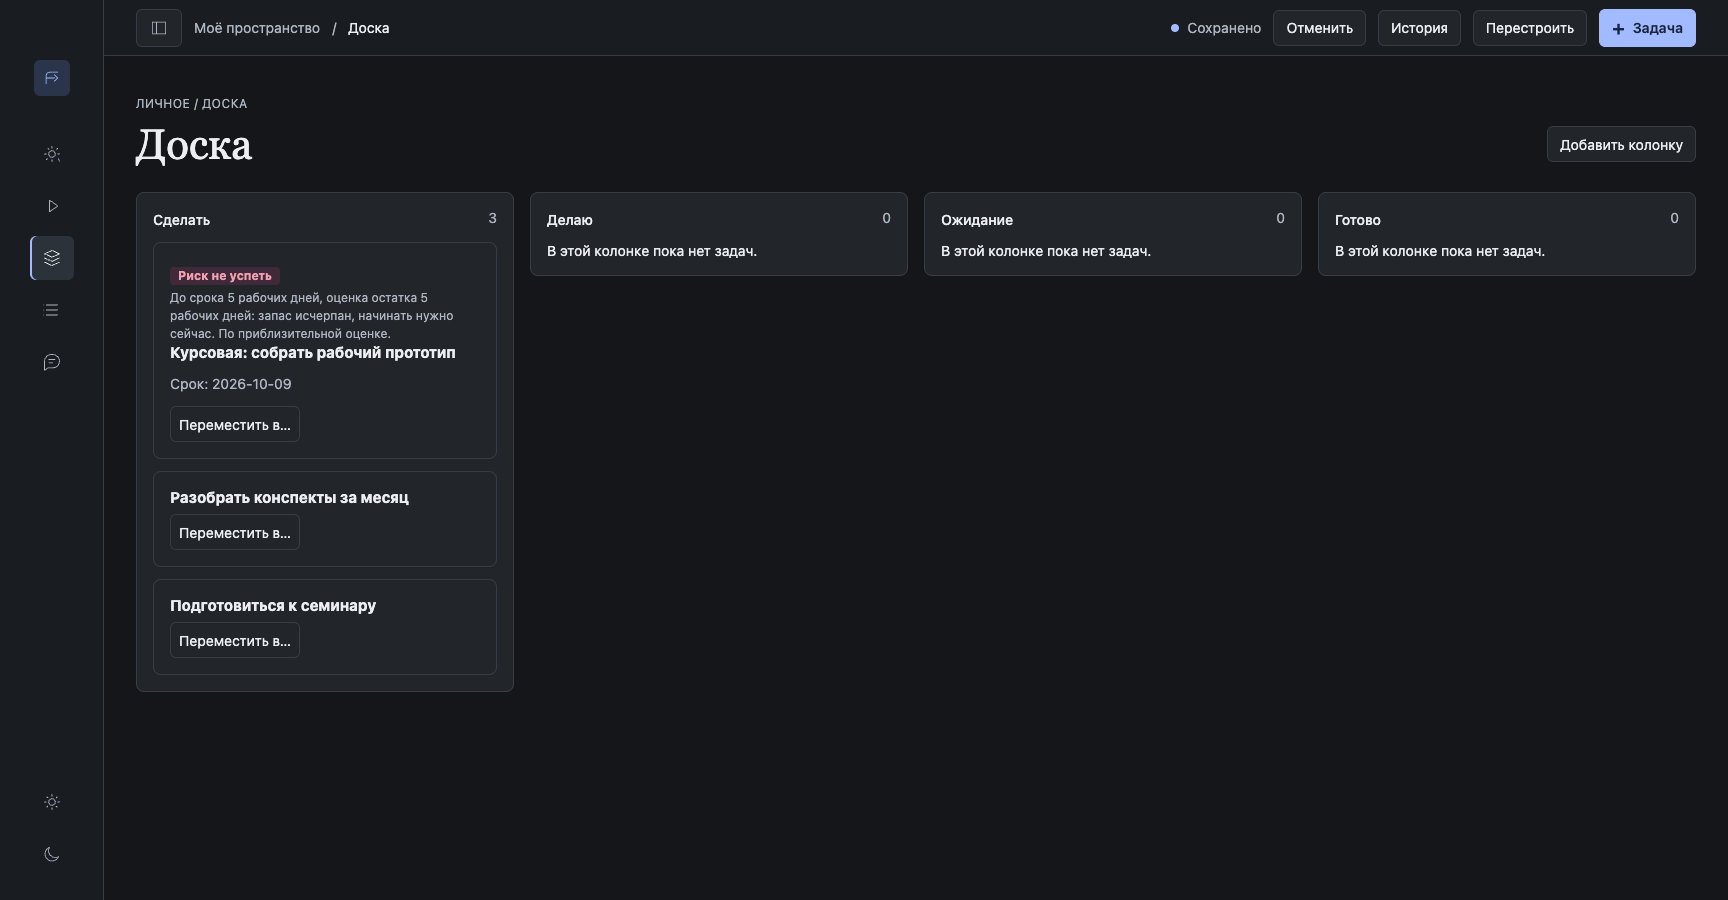 Моё пространство / Доска
Сохранено
Отменить
История
Перестроить
+ Задача
ЛИЧНОЕ / ДОСКА
Доска
Добавить колонку
Сделать 3
Риск не успеть
До срока 5 рабочих дней, оценка остатка 5
рабочих дней: запас исчерпан, начинать нужно
сейчас. По приблизительной оценке.
Курсовая: собрать рабочий прототип
Срок: 2026-10-09
Переместить в...
Разобрать конспекты за месяц
Переместить в...
Подготовиться к семинару
Переместить в...
Делаю 0
В этой колонке пока нет задач.
Ожидание 0
В этой колонке пока нет задач.
Готово 0
В этой колонке пока нет задач.